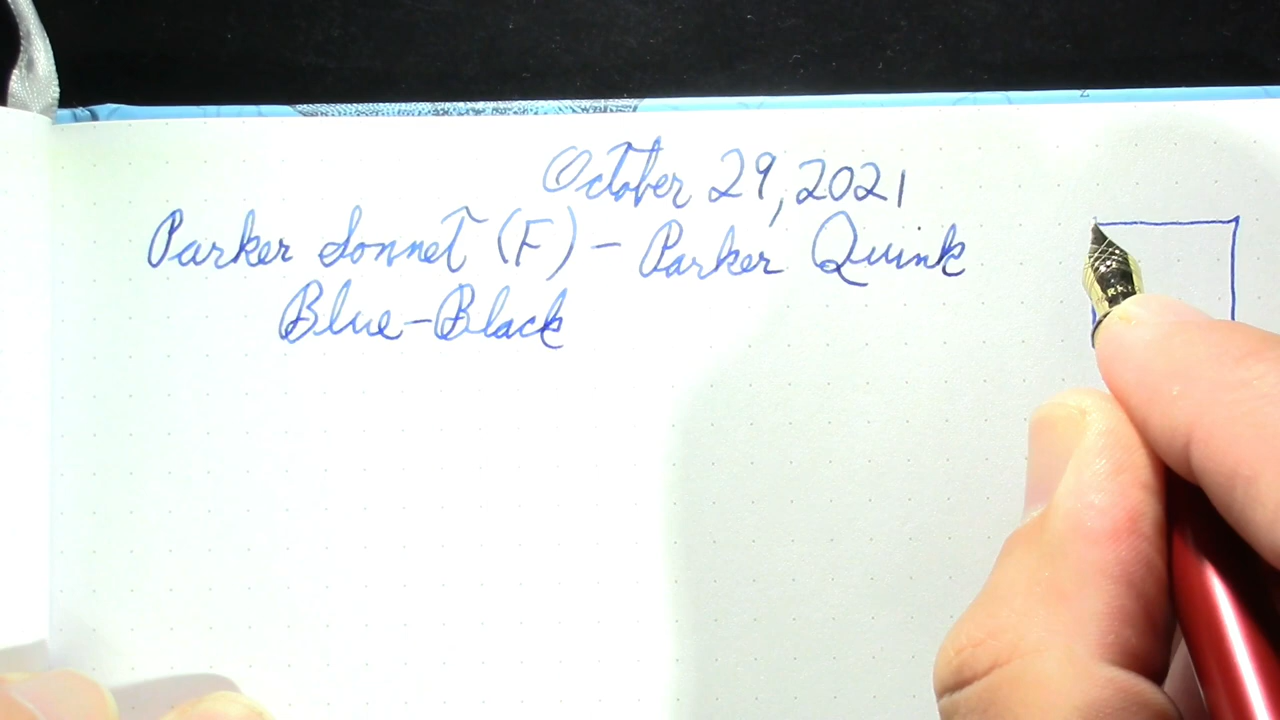 October 29, 2021
Parker Sonnet (F) - Parker Quink
Blue-Black